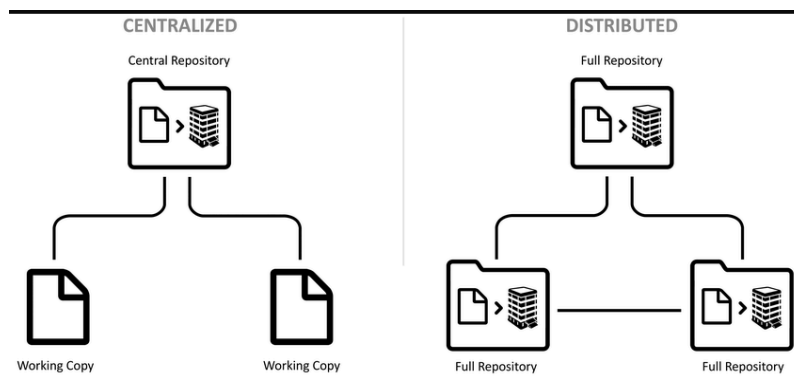 CENTRALIZED
Central Repository
Working Copy
Working Copy
DISTRIBUTED
Full Repository
Full Repository
Full Repository